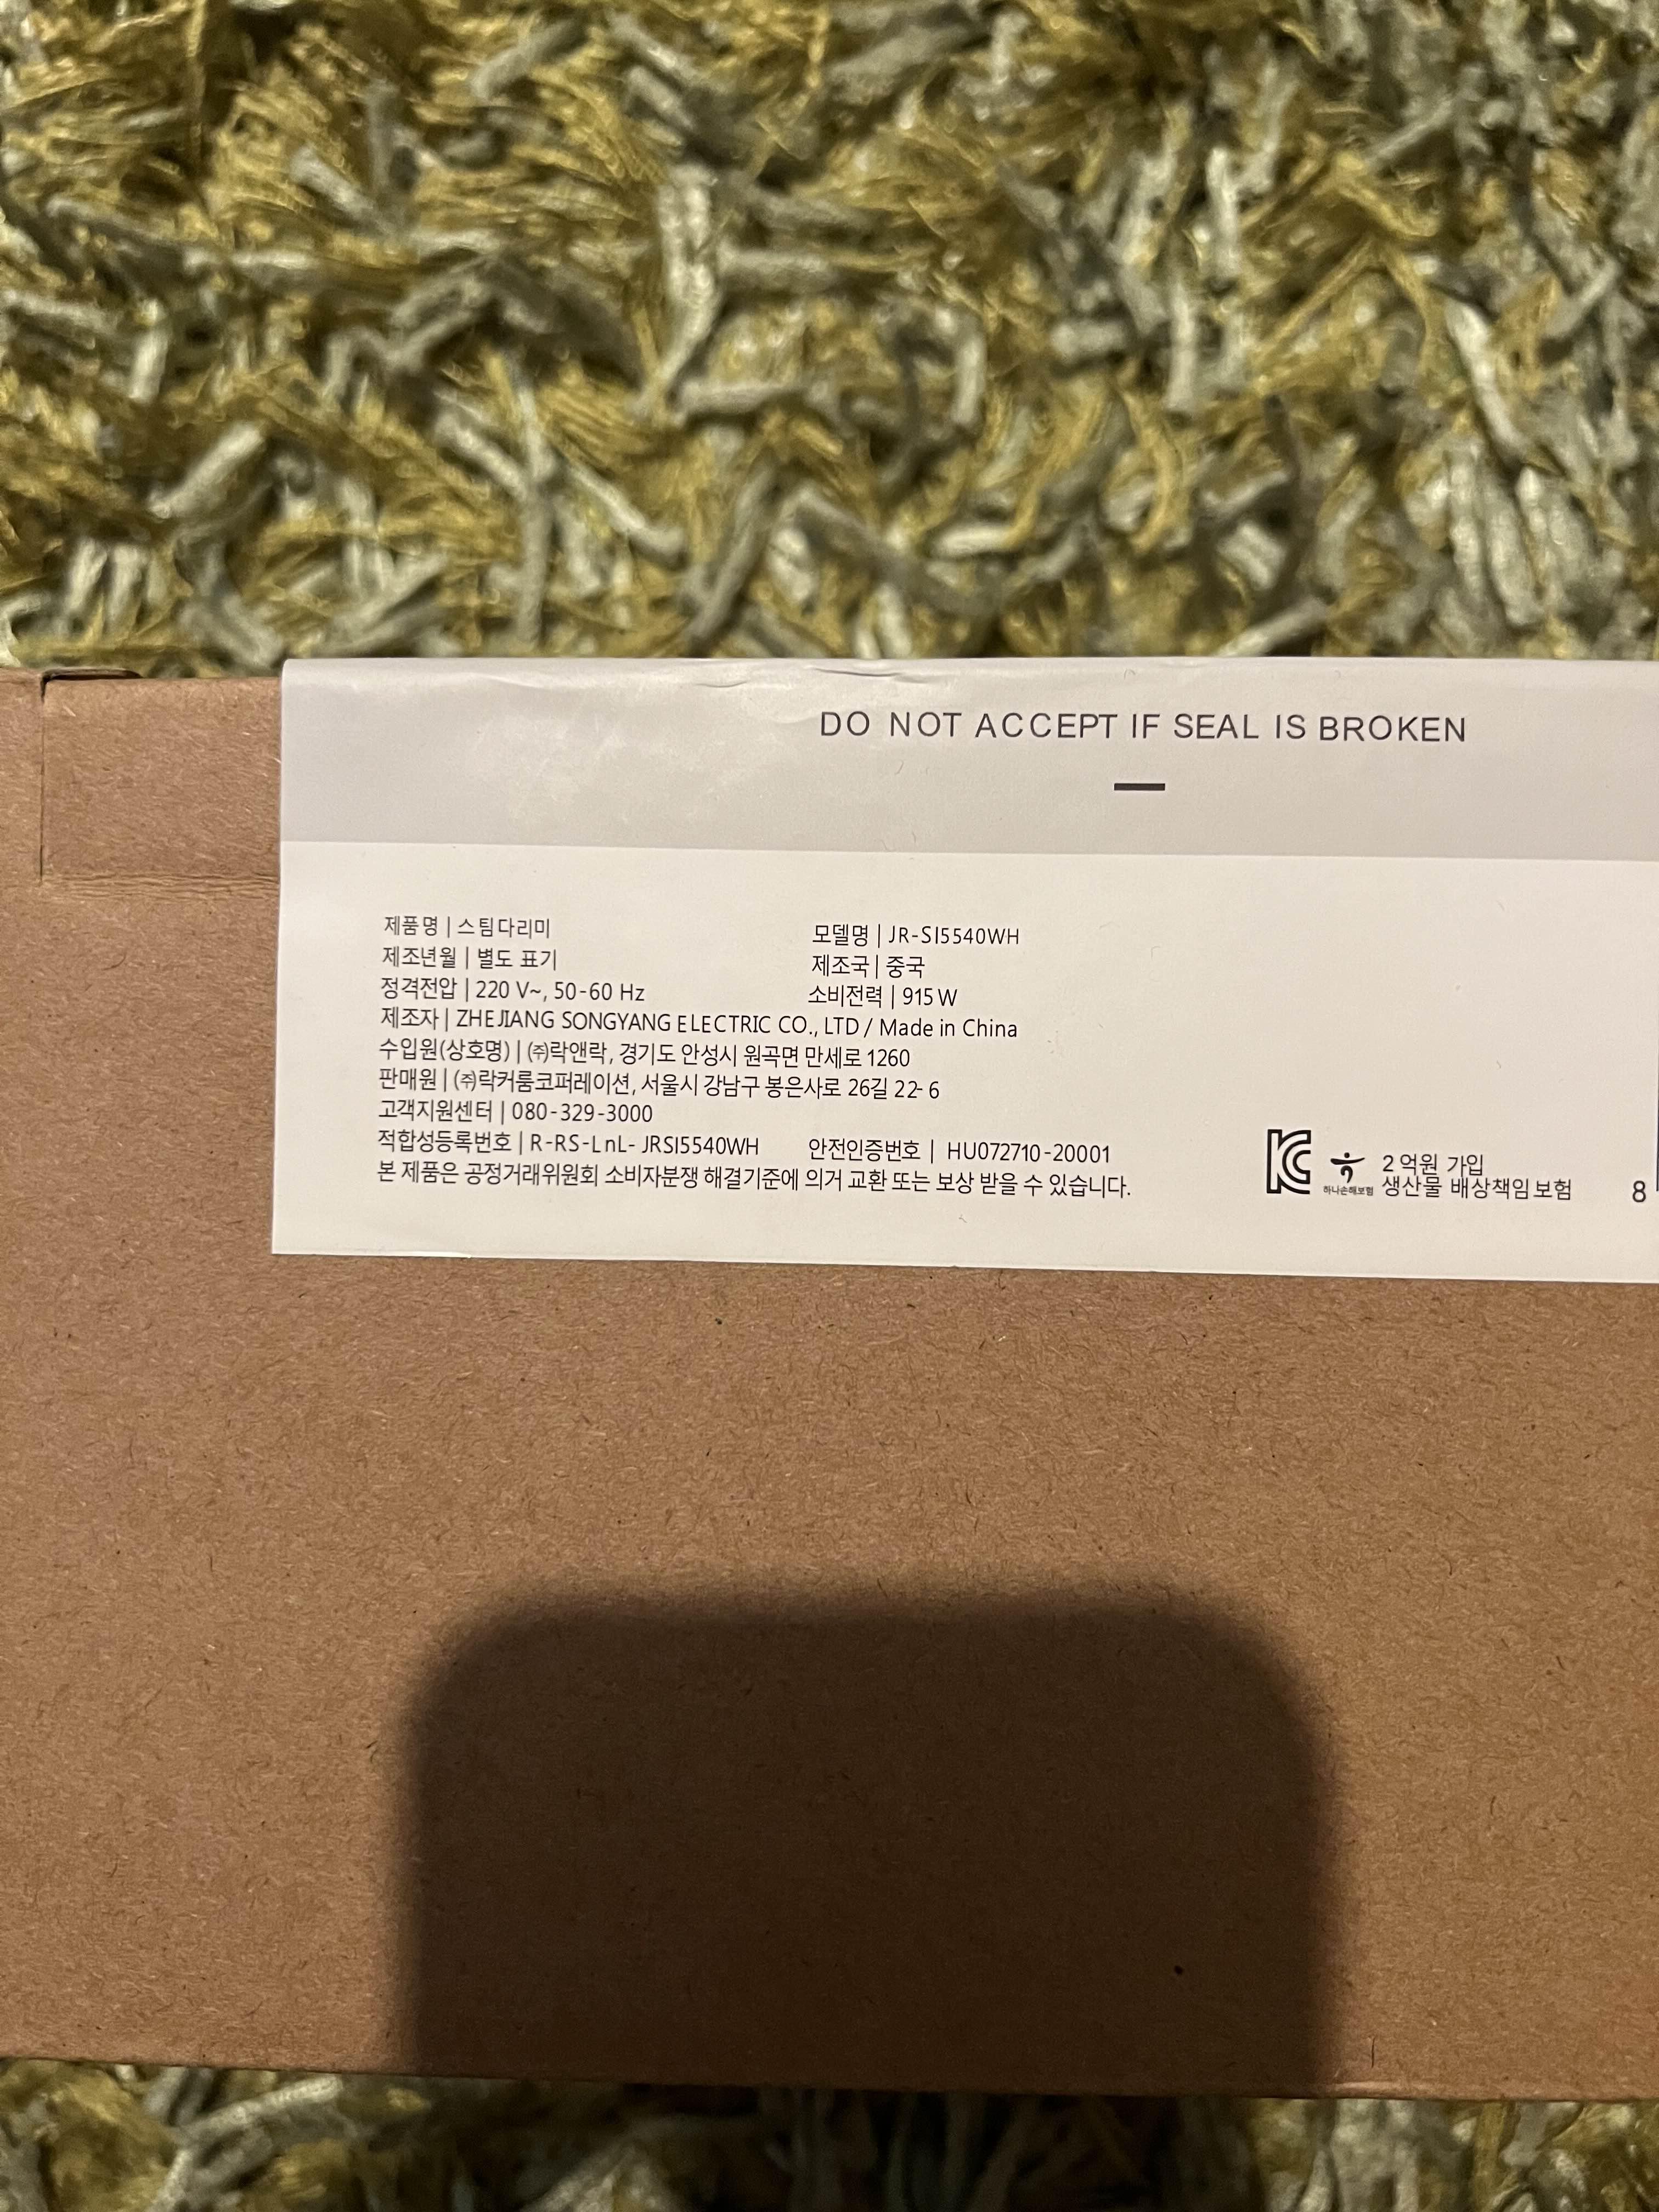 DO NOT ACCEPT IF SEAL IS BROKEN
제품명 | 스팀다리미
모델명 | JR-SI5540WH
제조년월 | 별도 표기
제조국 | 중국
정격전압 | 220 V~, 50-60 Hz
소비전력 | 915 W
제조자 | ZHEJIANG SONGYANG ELECTRIC CO., LTD / Made in China
수입원(상호명) | ㈜락앤락, 경기도 안성시 원곡면 만세로 1260
판매원 | ㈜락커룸코퍼레이션, 서울시 강남구 봉은사로 26길 22-6
고객지원센터 | 080-329-3000
적합성등록번호 | R-RS-LnL-JRSI5540WH
안전인증번호 | HU072710-20001
본 제품은 공정거래위원회 소비자분쟁 해결기준에 의거 교환 또는 보상 받을 수 있습니다.
하나손해보험
2억원 가입
생산물 배상책임보험
8